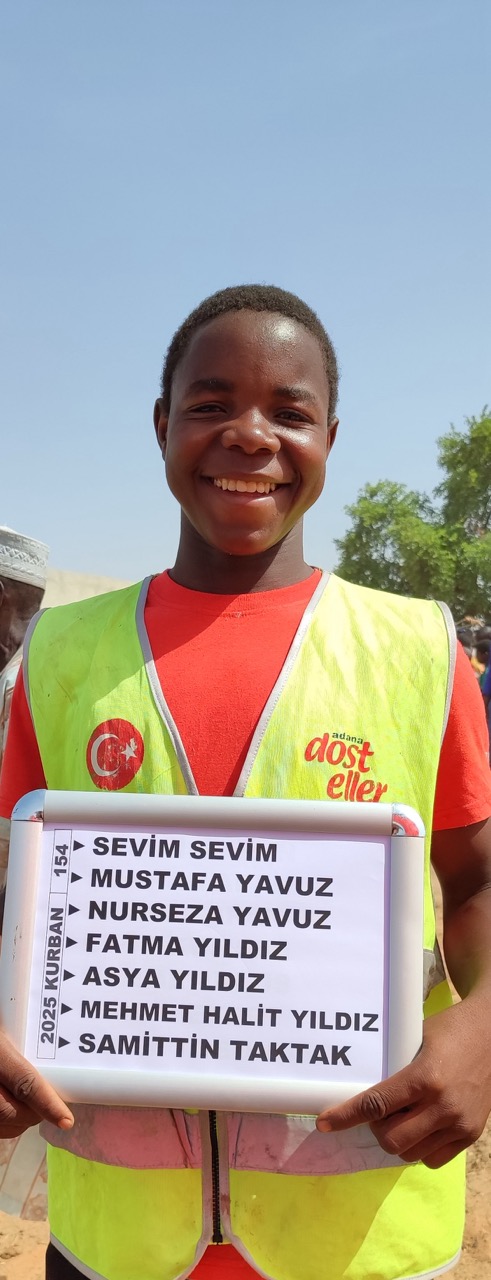 adana
dost
eller
2025 KURBAN 154
SEVİM SEVİM
MUSTAFA YAVUZ
NURSEZA YAVUZ
FATMA YILDIZ
ASYA YILDIZ
MEHMET HALİT YILDIZ
SAMİTTİN TAKTAK